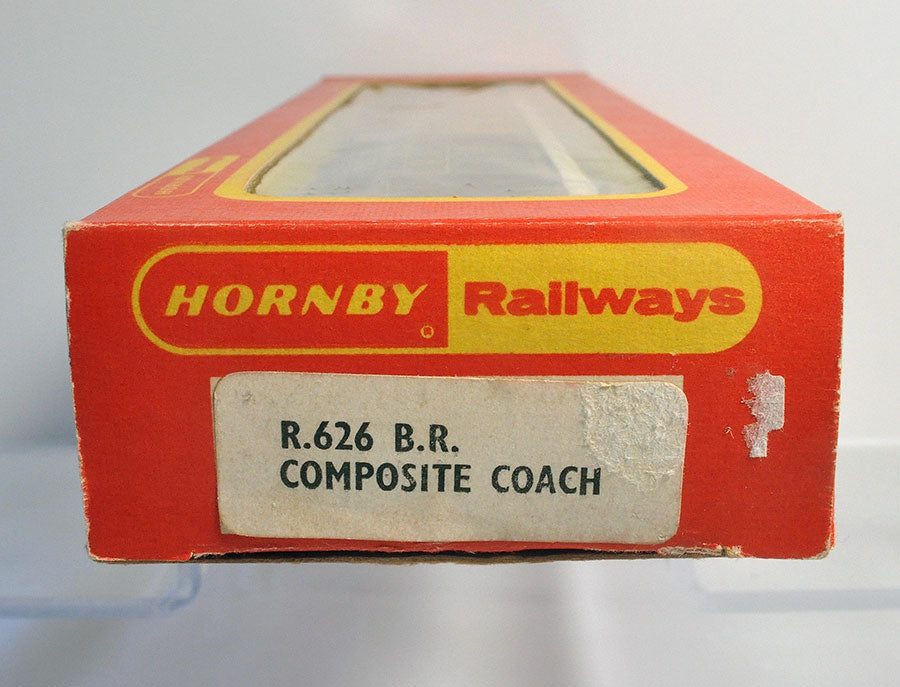 HORNBY Railways
R.626 B.R.
COMPOSITE COACH